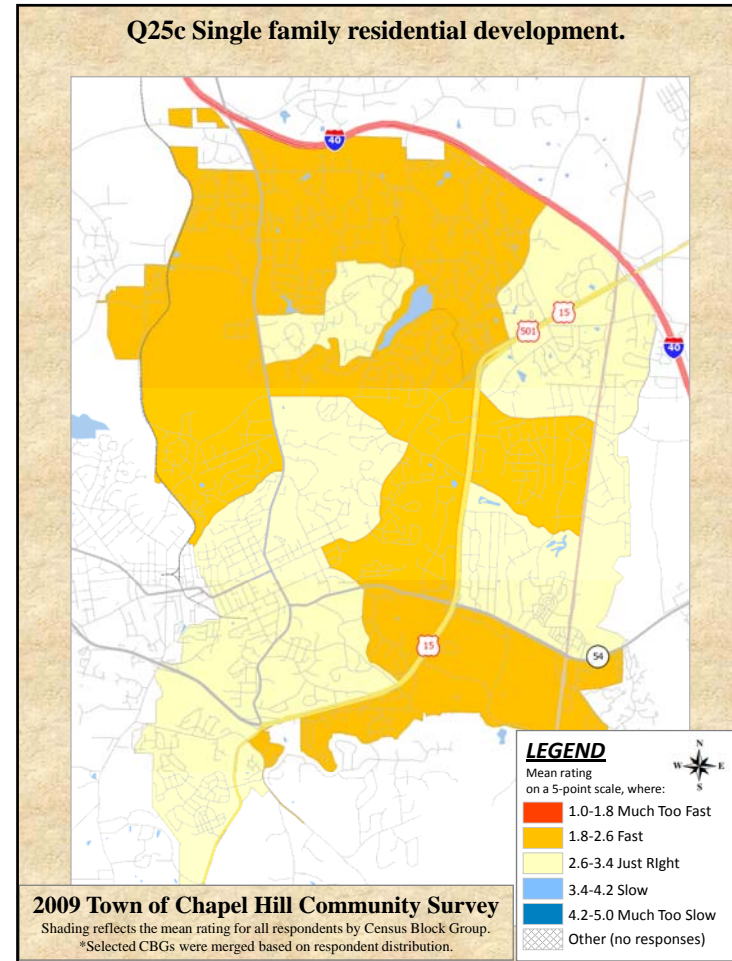 Q25c Single family residential development.
40
15
501
40
15
54
LEGEND
N
W E
S
Mean rating
on a 5-point scale, where:
1.0-1.8 Much Too Fast
1.8-2.6 Fast
2.6-3.4 Just RIght
3.4-4.2 Slow
4.2-5.0 Much Too Slow
Other (no responses)
2009 Town of Chapel Hill Community Survey
Shading reflects the mean rating for all respondents by Census Block Group.
*Selected CBGs were merged based on respondent distribution.